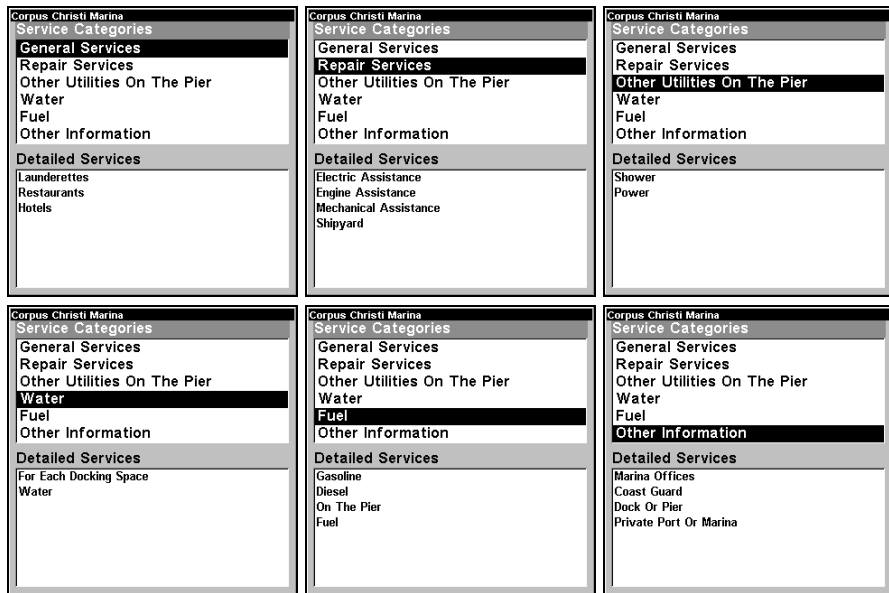 Corpus Christi Marina
Service Categories
General Services
Repair Services
Other Utilities On The Pier
Water
Fuel
Other Information
Detailed Services
Launderettes
Restaurants
Hotels
Corpus Christi Marina
Service Categories
General Services
Repair Services
Other Utilities On The Pier
Water
Fuel
Other Information
Detailed Services
Electric Assistance
Engine Assistance
Mechanical Assistance
Shipyard
Corpus Christi Marina
Service Categories
General Services
Repair Services
Other Utilities On The Pier
Water
Fuel
Other Information
Detailed Services
Shower
Power
Corpus Christi Marina
Service Categories
General Services
Repair Services
Other Utilities On The Pier
Water
Fuel
Other Information
Detailed Services
For Each Docking Space
Water
Corpus Christi Marina
Service Categories
General Services
Repair Services
Other Utilities On The Pier
Water
Fuel
Other Information
Detailed Services
Gasoline
Diesel
On The Pier
Fuel
Corpus Christi Marina
Service Categories
General Services
Repair Services
Other Utilities On The Pier
Water
Fuel
Other Information
Detailed Services
Marina Offices
Coast Guard
Dock Or Pier
Private Port Or Marina